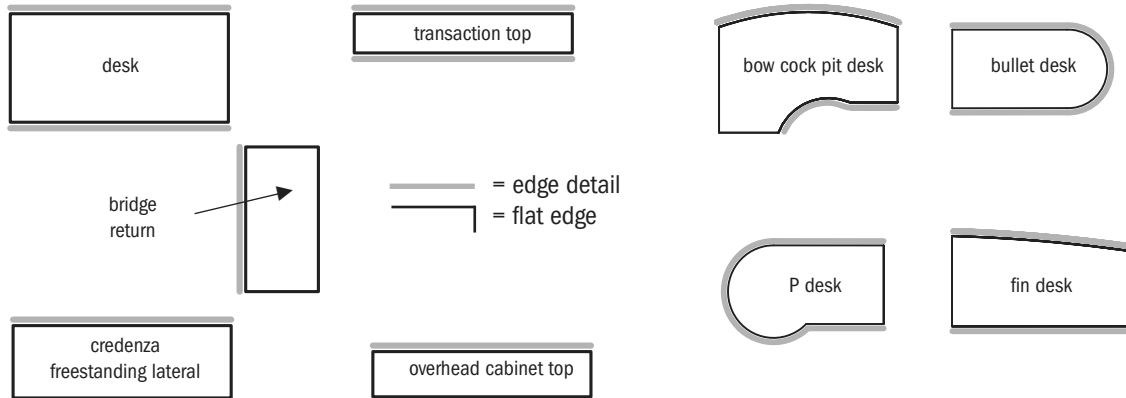 desk
transaction top
bow cock pit desk
bullet desk
bridge
return
= edge detail
= flat edge
P desk
fin desk
credenza
freestanding lateral
overhead cabinet top